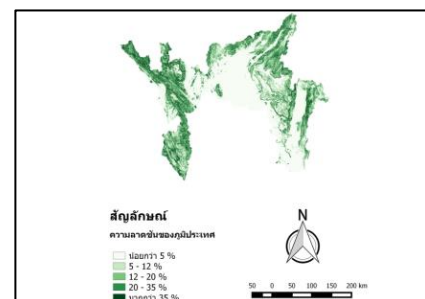 สัญลักษณ์
ความลาดชันของภูมิประเทศ
น้อยกว่า 5 %
5 - 12 %
12 - 20 %
20 - 35 %
มากกว่า 35 %
N
50 0 50 100 150 200 km